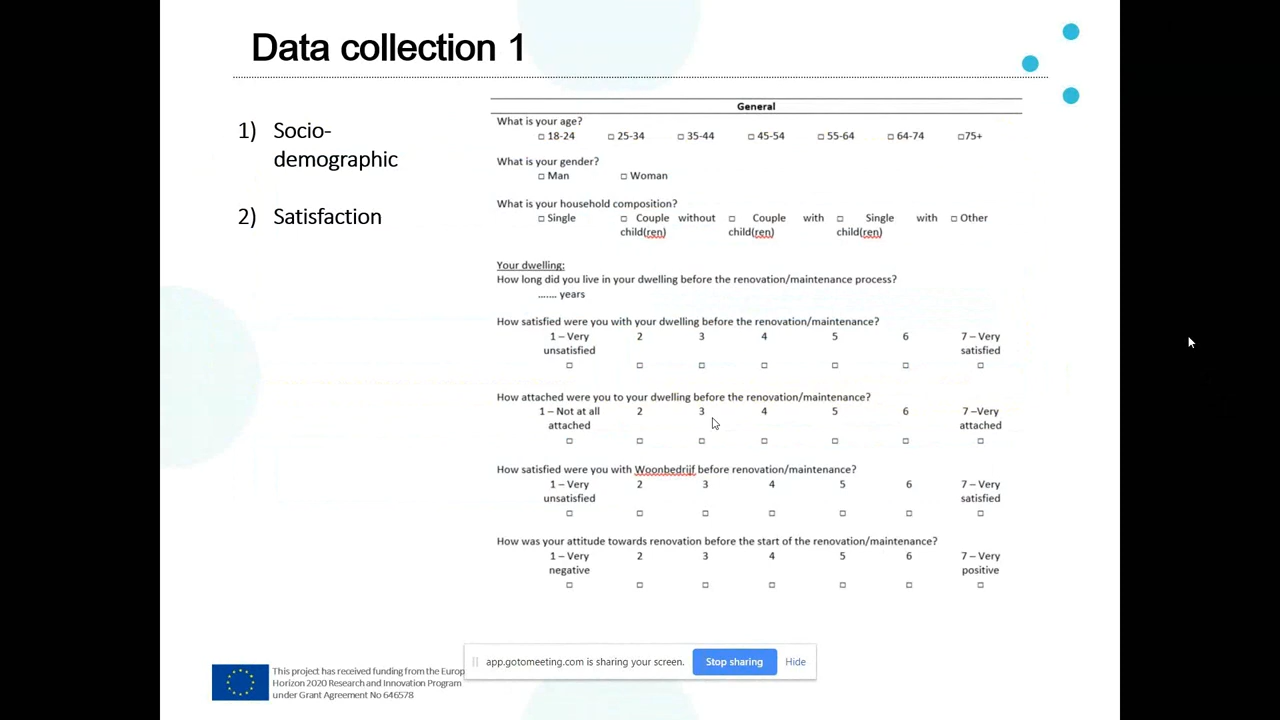 Data collection 1
1) Socio-
demographic
2) Satisfaction
General
What is your age?
□ 18-24 □ 25-34 □ 35-44 □ 45-54 □ 55-64 □ 64-74 □75+
What is your gender?
□ Man □ Woman
What is your household composition?
□ Single □ Couple without □ Couple with □ Single with □ Other
child(ren) child(ren) child(ren)
Your dwelling:
How long did you live in your dwelling before the renovation/maintenance process?
....... years
How satisfied were you with your dwelling before the renovation/maintenance?
1 – Very 2 3 4 5 6 7 – Very
unsatisfied satisfied
□ □ □ □ □ □ □
How attached were you to your dwelling before the renovation/maintenance?
1 – Not at all 2 3 4 5 6 7 –Very
attached attached
□ □ □ □ □ □ □
How satisfied were you with Woonbedrijf before renovation/maintenance?
1 – Very 2 3 4 5 6 7 – Very
unsatisfied satisfied
□ □ □ □ □ □ □
How was your attitude towards renovation before the start of the renovation/maintenance?
1 – Very 2 3 4 5 6 7 – Very
negative positive
□ □ □ □ □ □ □
app.gotomeeting.com is sharing your screen. Stop sharing Hide
This project has received funding from the Europ
Horizon 2020 Research and Innovation Program
under Grant Agreement No 646578